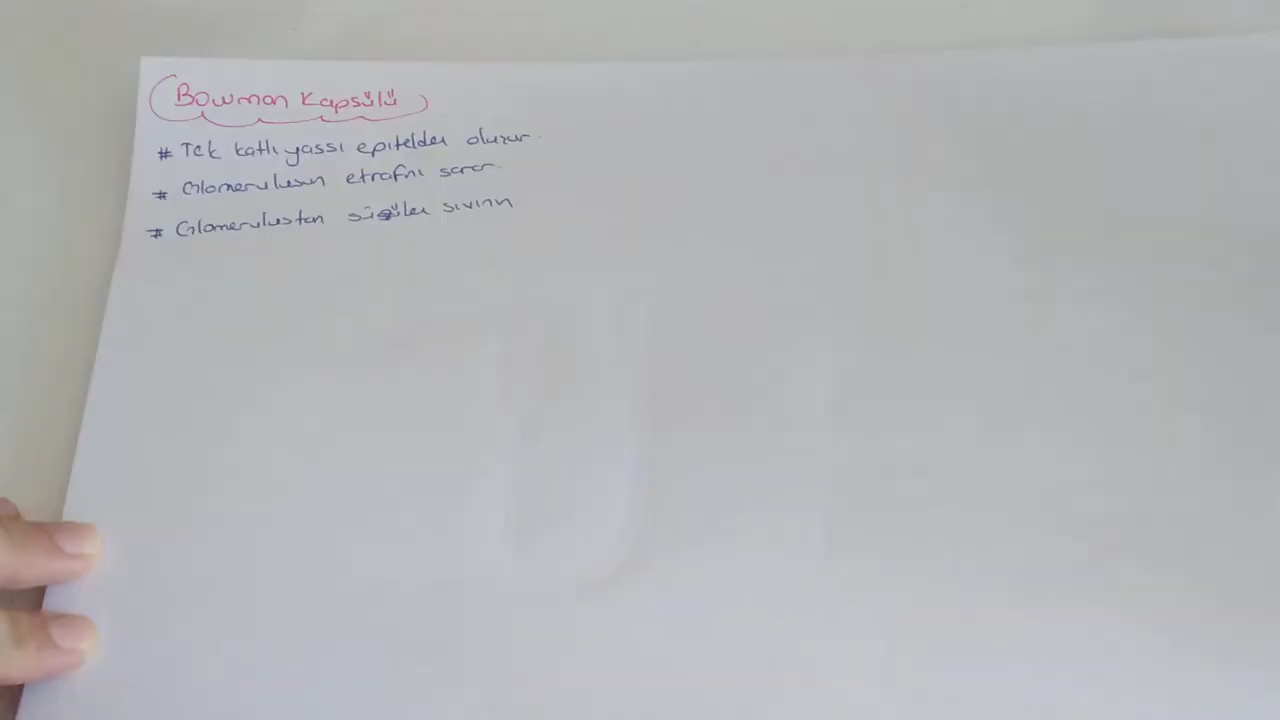 Bowman Kapsülü
# Tek katlı yassı epitelden oluşur.
# Glomerulusun etrafını sarar.
# Glomerulustan süzülen sıvının